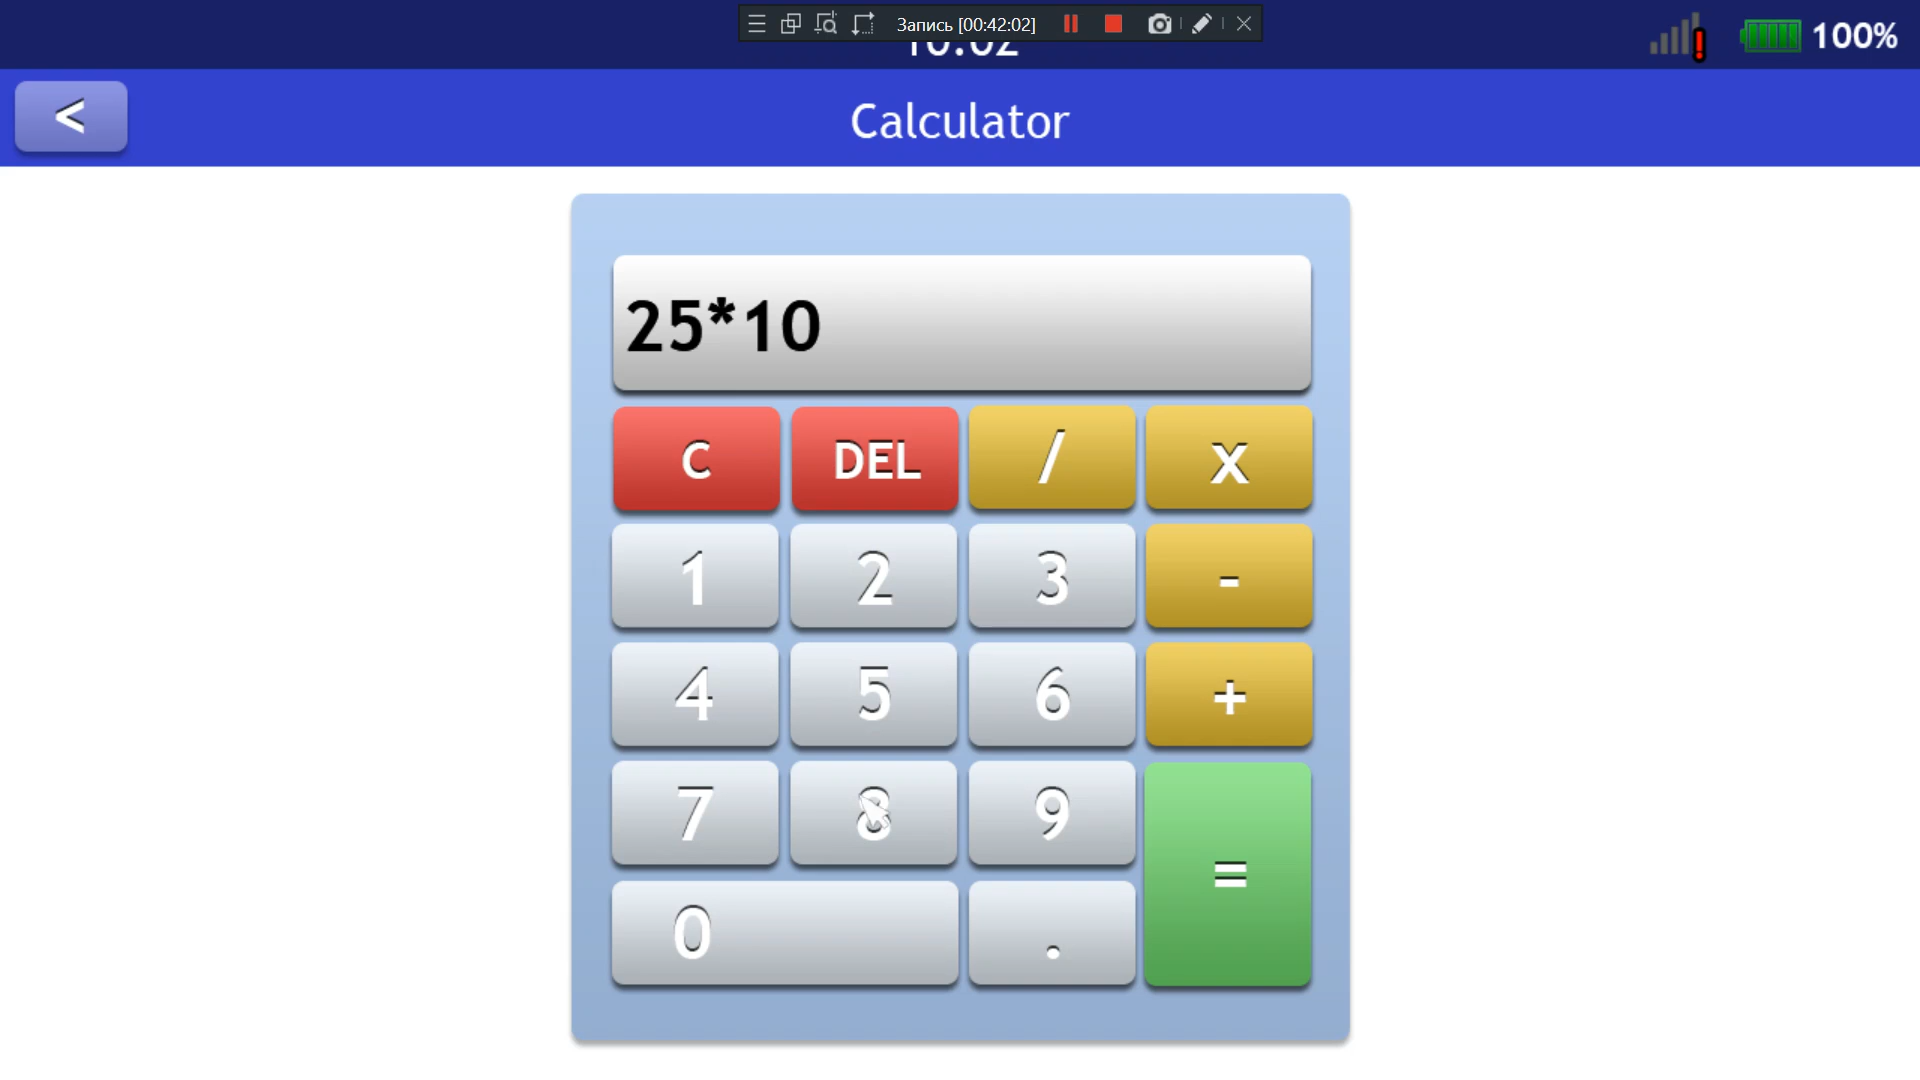 Запись [00:42:02]
100%
<
Calculator
25*10
C DEL / x
1 2 3 -
4 5 6 +
7 8 9 =
0 .